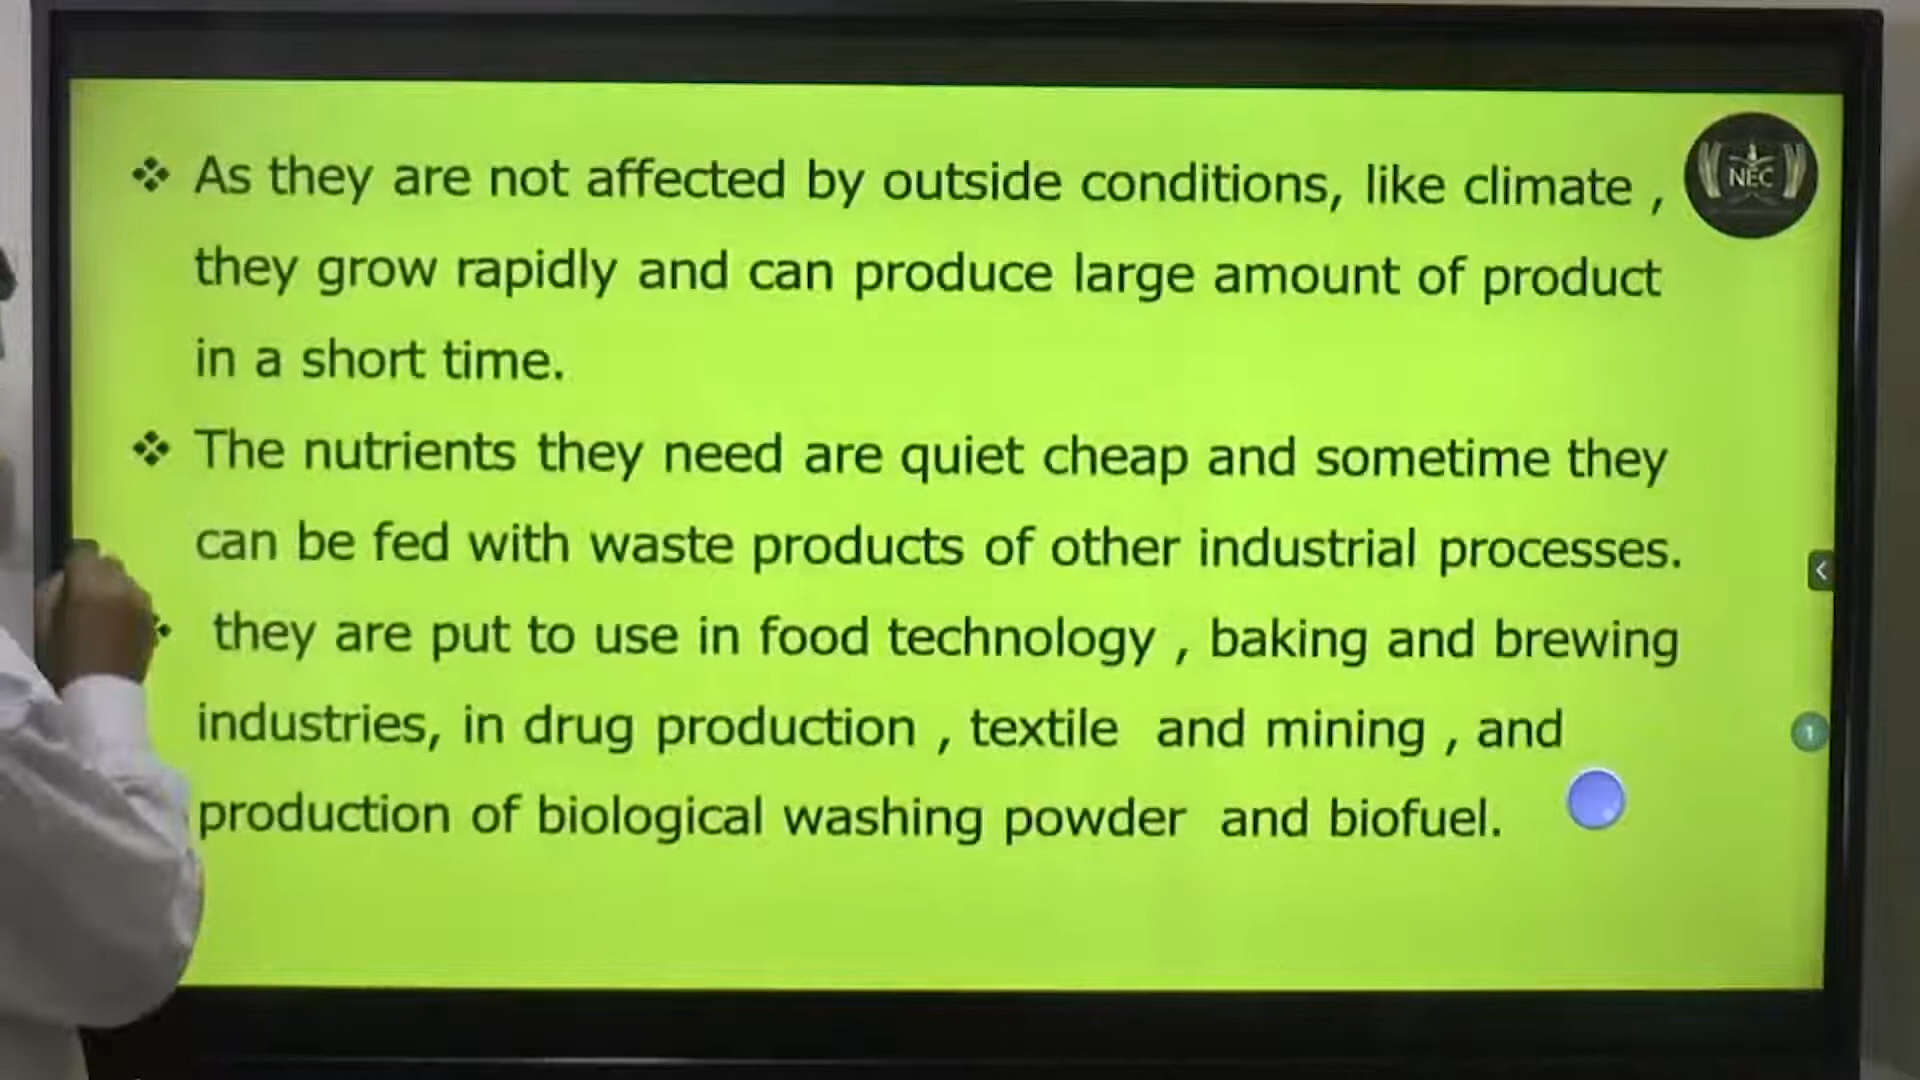 As they are not affected by outside conditions, like climate ,
they grow rapidly and can produce large amount of product
in a short time.
The nutrients they need are quiet cheap and sometime they
can be fed with waste products of other industrial processes.
they are put to use in food technology , baking and brewing
industries, in drug production , textile and mining , and
production of biological washing powder and biofuel.
NEC
1